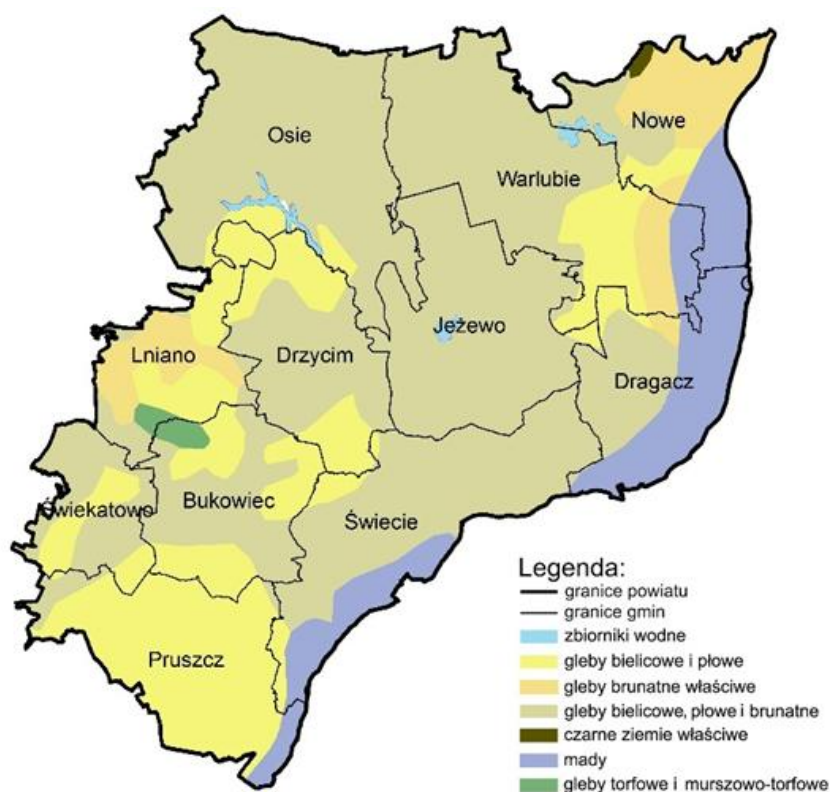 Osie
Nowe
Warlubie
Jeżewo
Lniano
Drzycim
Dragacz
Świekatowo
Bukowiec
Świecie
Pruszcz
Legenda:
granice powiatu
granice gmin
zbiorniki wodne
gleby bielicowe i płowe
gleby brunatne właściwe
gleby bielicowe, płowe i brunatne
czarne ziemie właściwe
mady
gleby torfowe i murszowo-torfowe